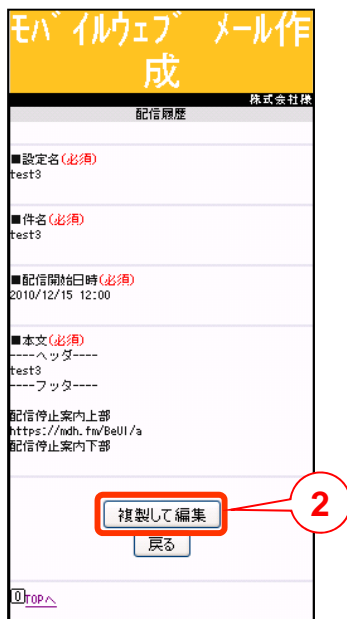 モバイルウェブ メール作
成
株式会社様
配信履歴
■設定名(必須)
test3
■件名(必須)
test3
■配信開始日時(必須)
2010/12/15 12:00
■本文(必須)
----ヘッダ----
test3
----フッタ----
配信停止案内上部
https://mdh.fm/BeUI/a
配信停止案内下部
複製して編集
2
戻る
0TOPへ